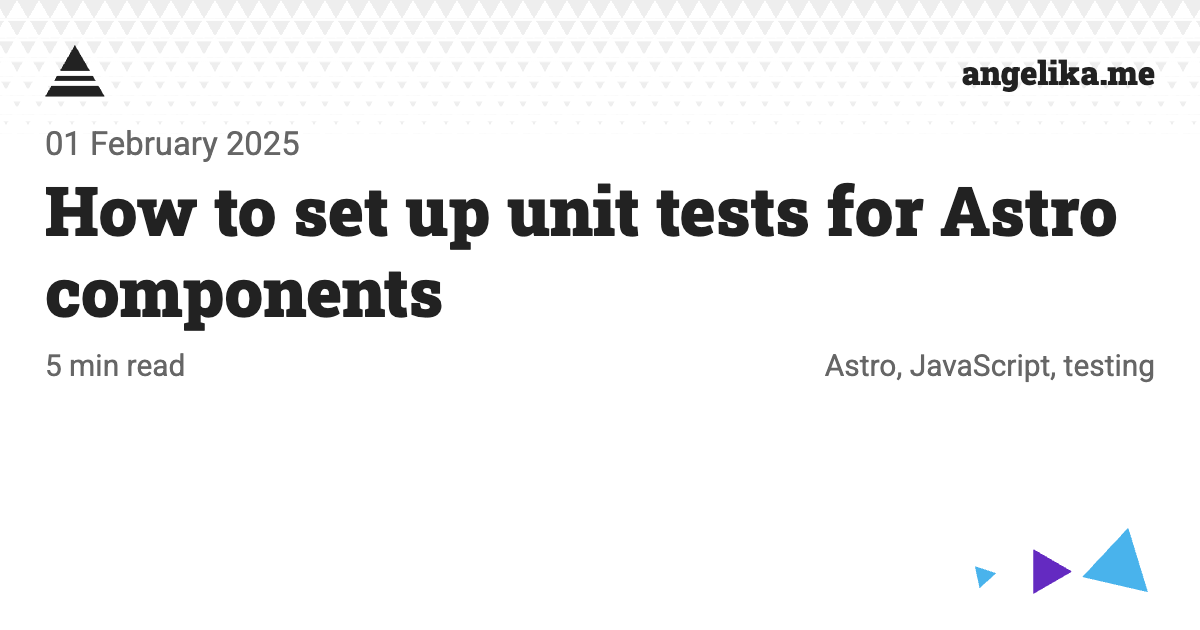 angelika.me
01 February 2025
How to set up unit tests for Astro
components
5 min read
Astro, JavaScript, testing